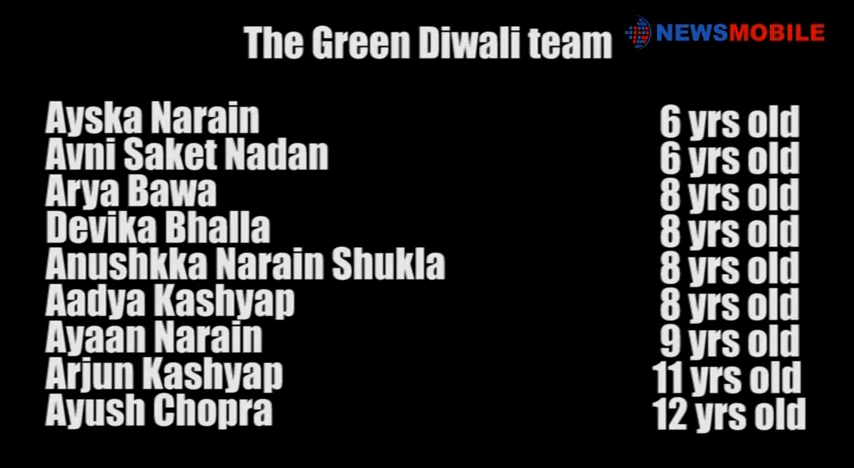 The Green Diwali team
NEWSMOBILE
Ayska Narain 6 yrs old
Avni Saket Nadan 6 yrs old
Arya Bawa 8 yrs old
Devika Bhalla 8 yrs old
Anushkka Narain Shukla 8 yrs old
Aadya Kashyap 8 yrs old
Ayaan Narain 9 yrs old
Arjun Kashyap 11 yrs old
Ayush Chopra 12 yrs old